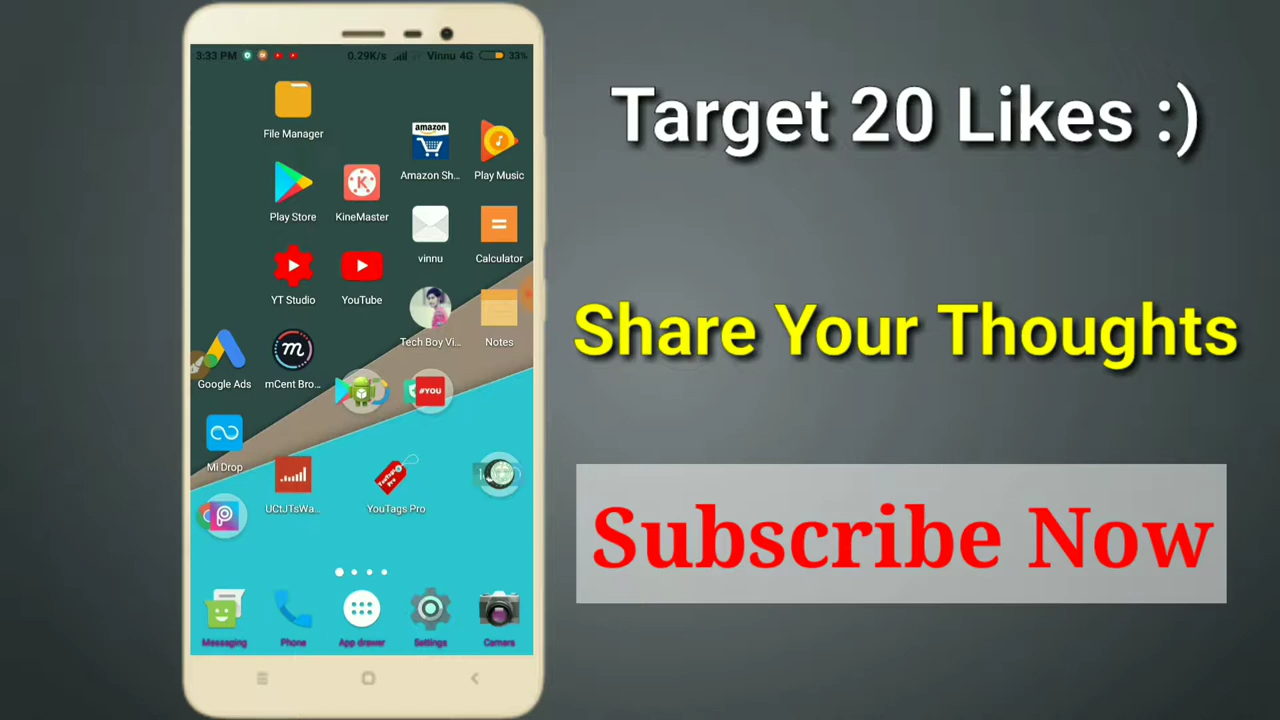 3:33 PM 0.29K/s Vinnu 4G 33%
File Manager
amazon
Amazon Sh... Play Music
Play Store KineMaster
vinnu Calculator
YT Studio YouTube
Tech Boy Vi... Notes
Google Ads mCent Bro...
#YOU
Mi Drop
UCtJTsWa... YouTags Pro
Messaging Phone App drawer Settings Camera
Target 20 Likes :)
Share Your Thoughts
Subscribe Now